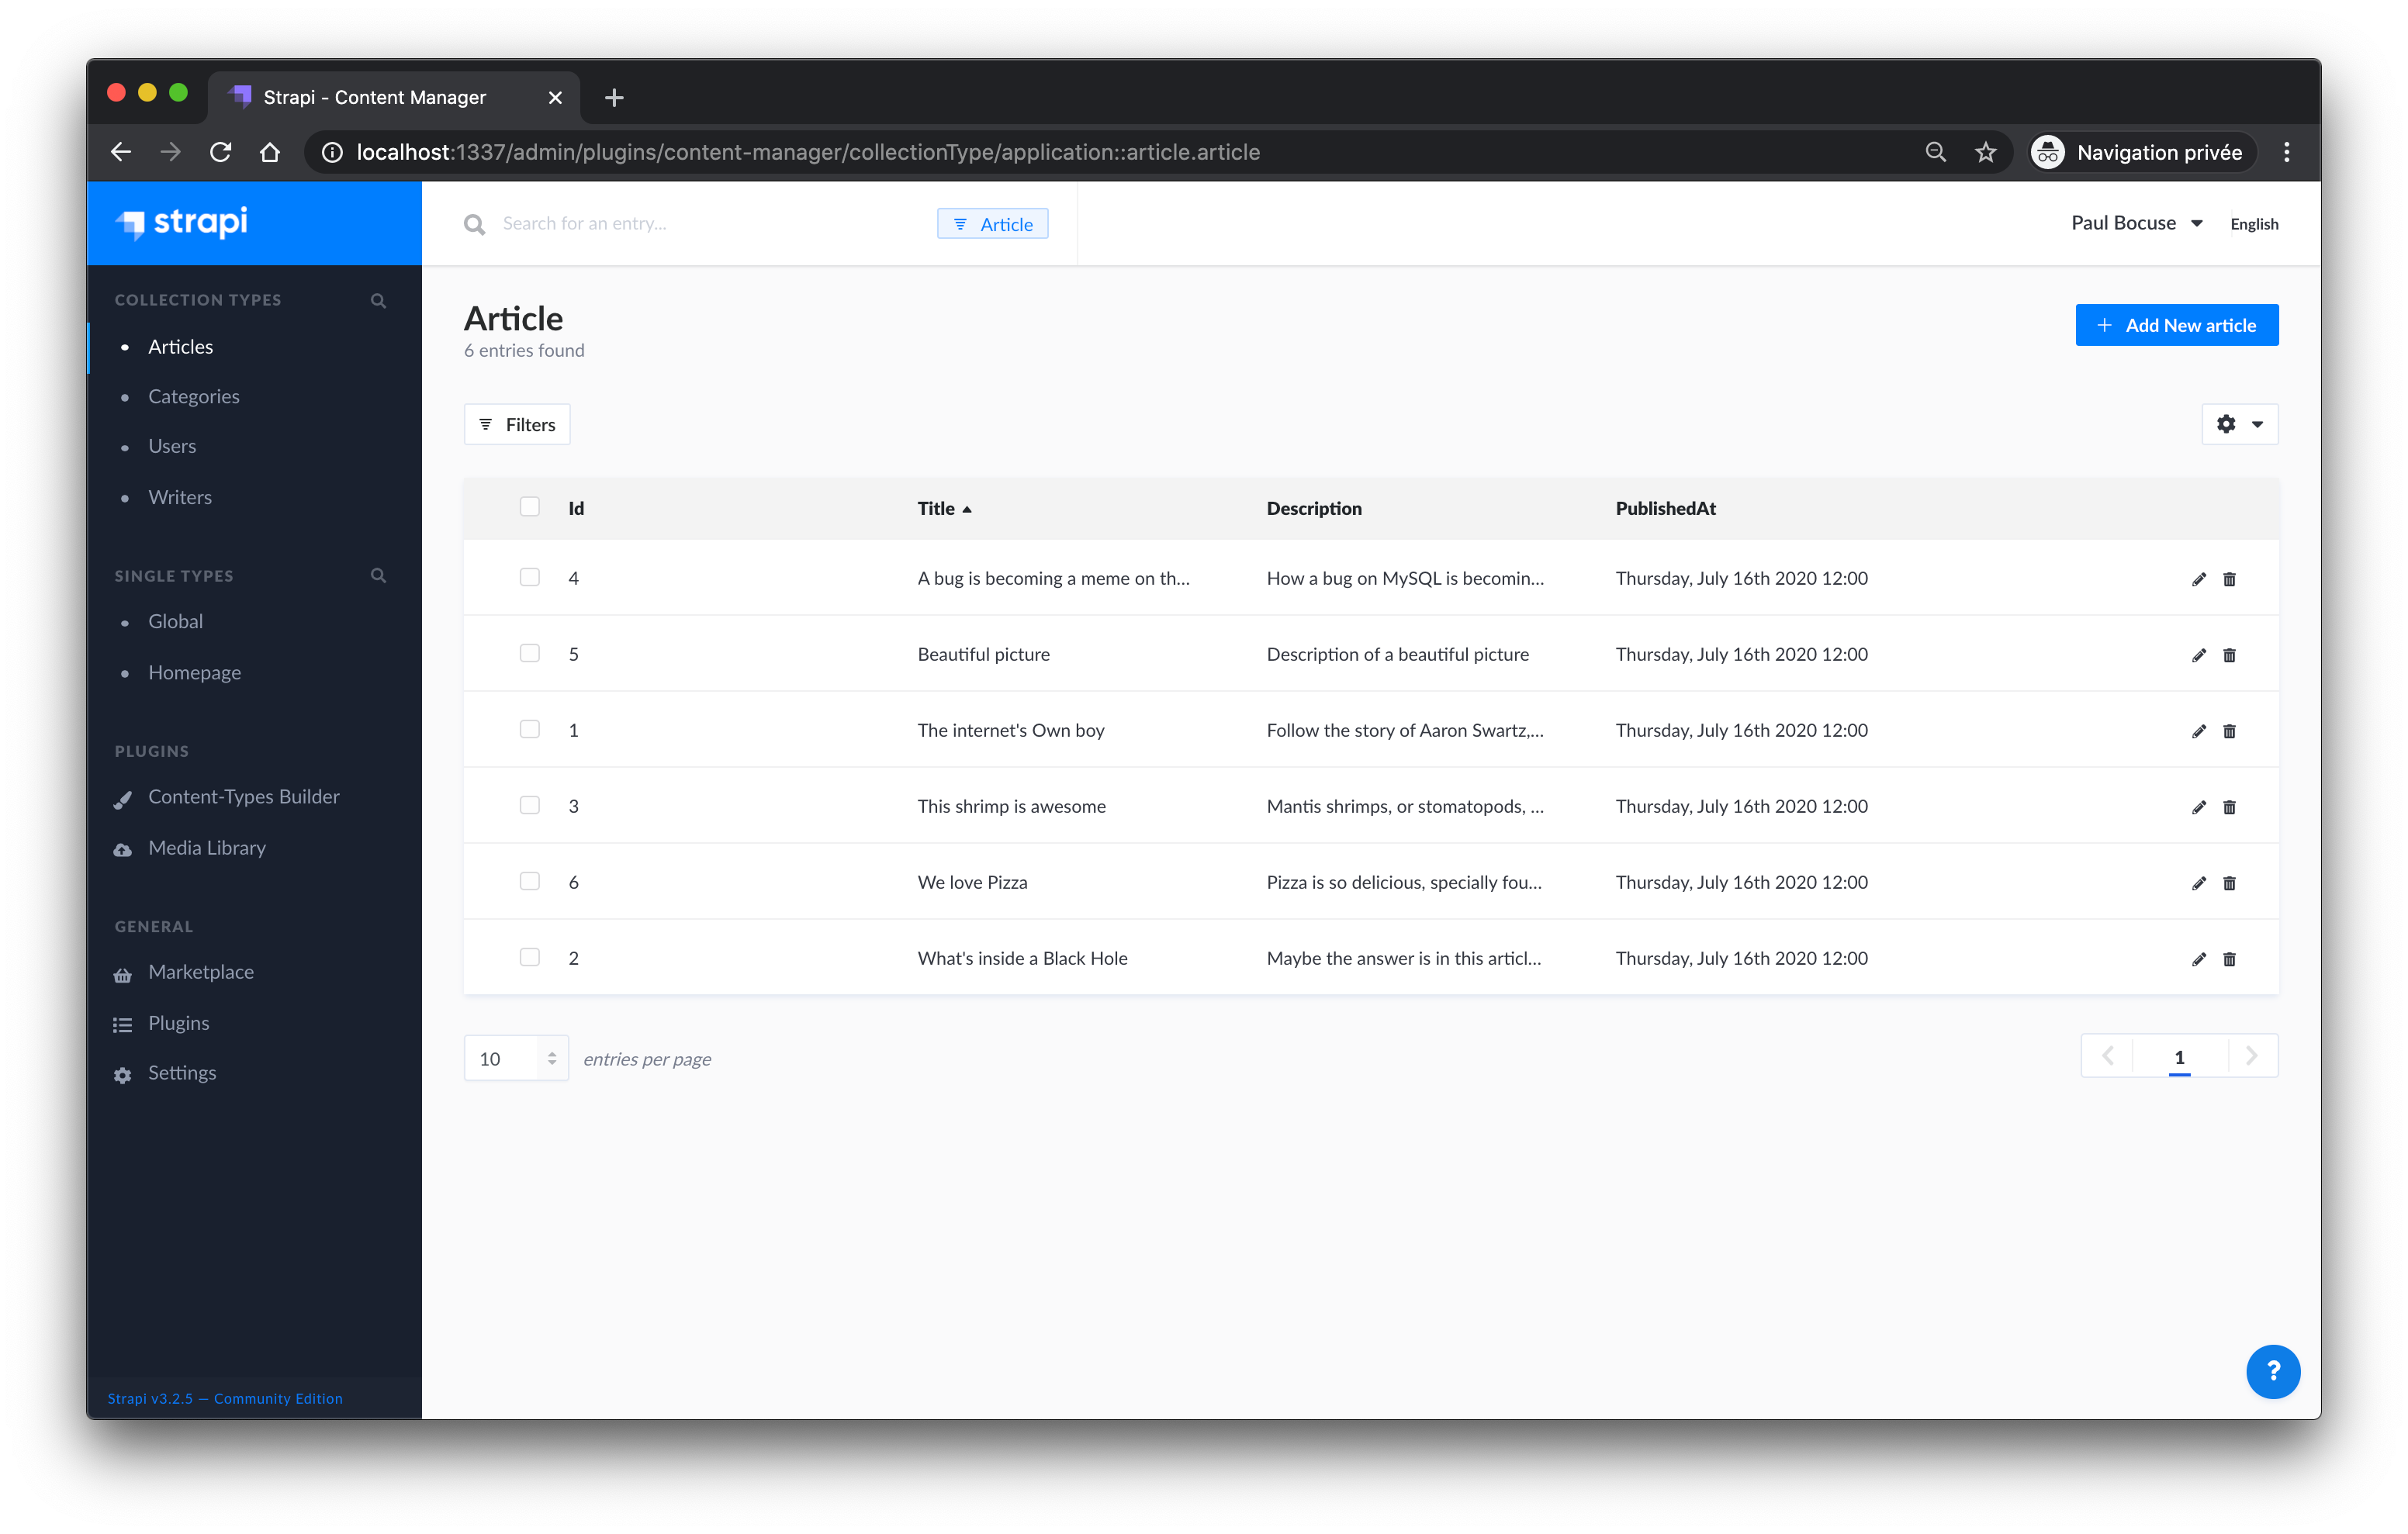 Strapi - Content Manager
localhost:1337/admin/plugins/content-manager/collectionType/application::article.article
Navigation privée
strapi
Search for an entry...
Article
Paul Bocuse
English
COLLECTION TYPES
Articles
Categories
Users
Writers
SINGLE TYPES
Global
Homepage
PLUGINS
Content-Types Builder
Media Library
GENERAL
Marketplace
Plugins
Settings
Strapi v3.2.5 — Community Edition
Article
6 entries found
+ Add New article
Filters
Id Title Description PublishedAt
4 A bug is becoming a meme on th... How a bug on MySQL is becomin... Thursday, July 16th 2020 12:00
5 Beautiful picture Description of a beautiful picture Thursday, July 16th 2020 12:00
1 The internet's Own boy Follow the story of Aaron Swartz,... Thursday, July 16th 2020 12:00
3 This shrimp is awesome Mantis shrimps, or stomatopods, ... Thursday, July 16th 2020 12:00
6 We love Pizza Pizza is so delicious, specially fou... Thursday, July 16th 2020 12:00
2 What's inside a Black Hole Maybe the answer is in this articl... Thursday, July 16th 2020 12:00
10 entries per page
1
?